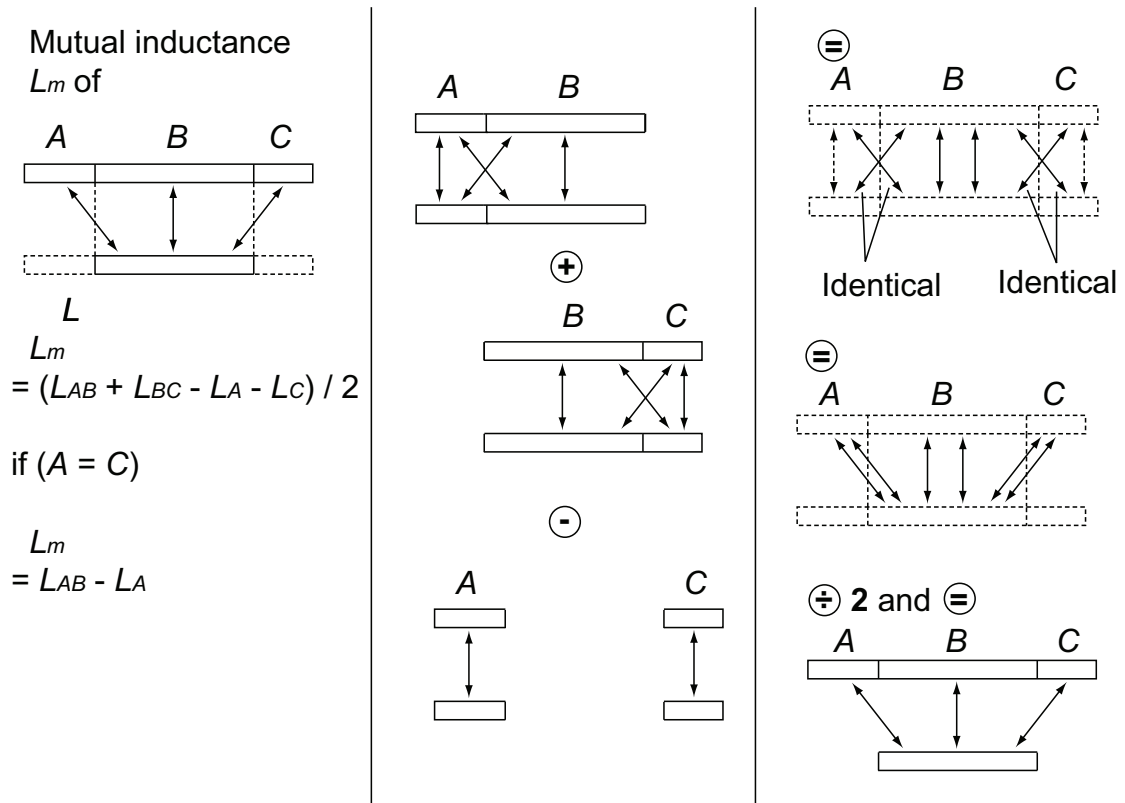 Mutual inductance
Lm of
A B C
L
Lm
= (LAB + LBC - LA - LC) / 2
if (A = C)
Lm
= LAB - LA
A B
+
B C
-
A C
=
A B C
Identical Identical
=
A B C
÷ 2 and =
A B C